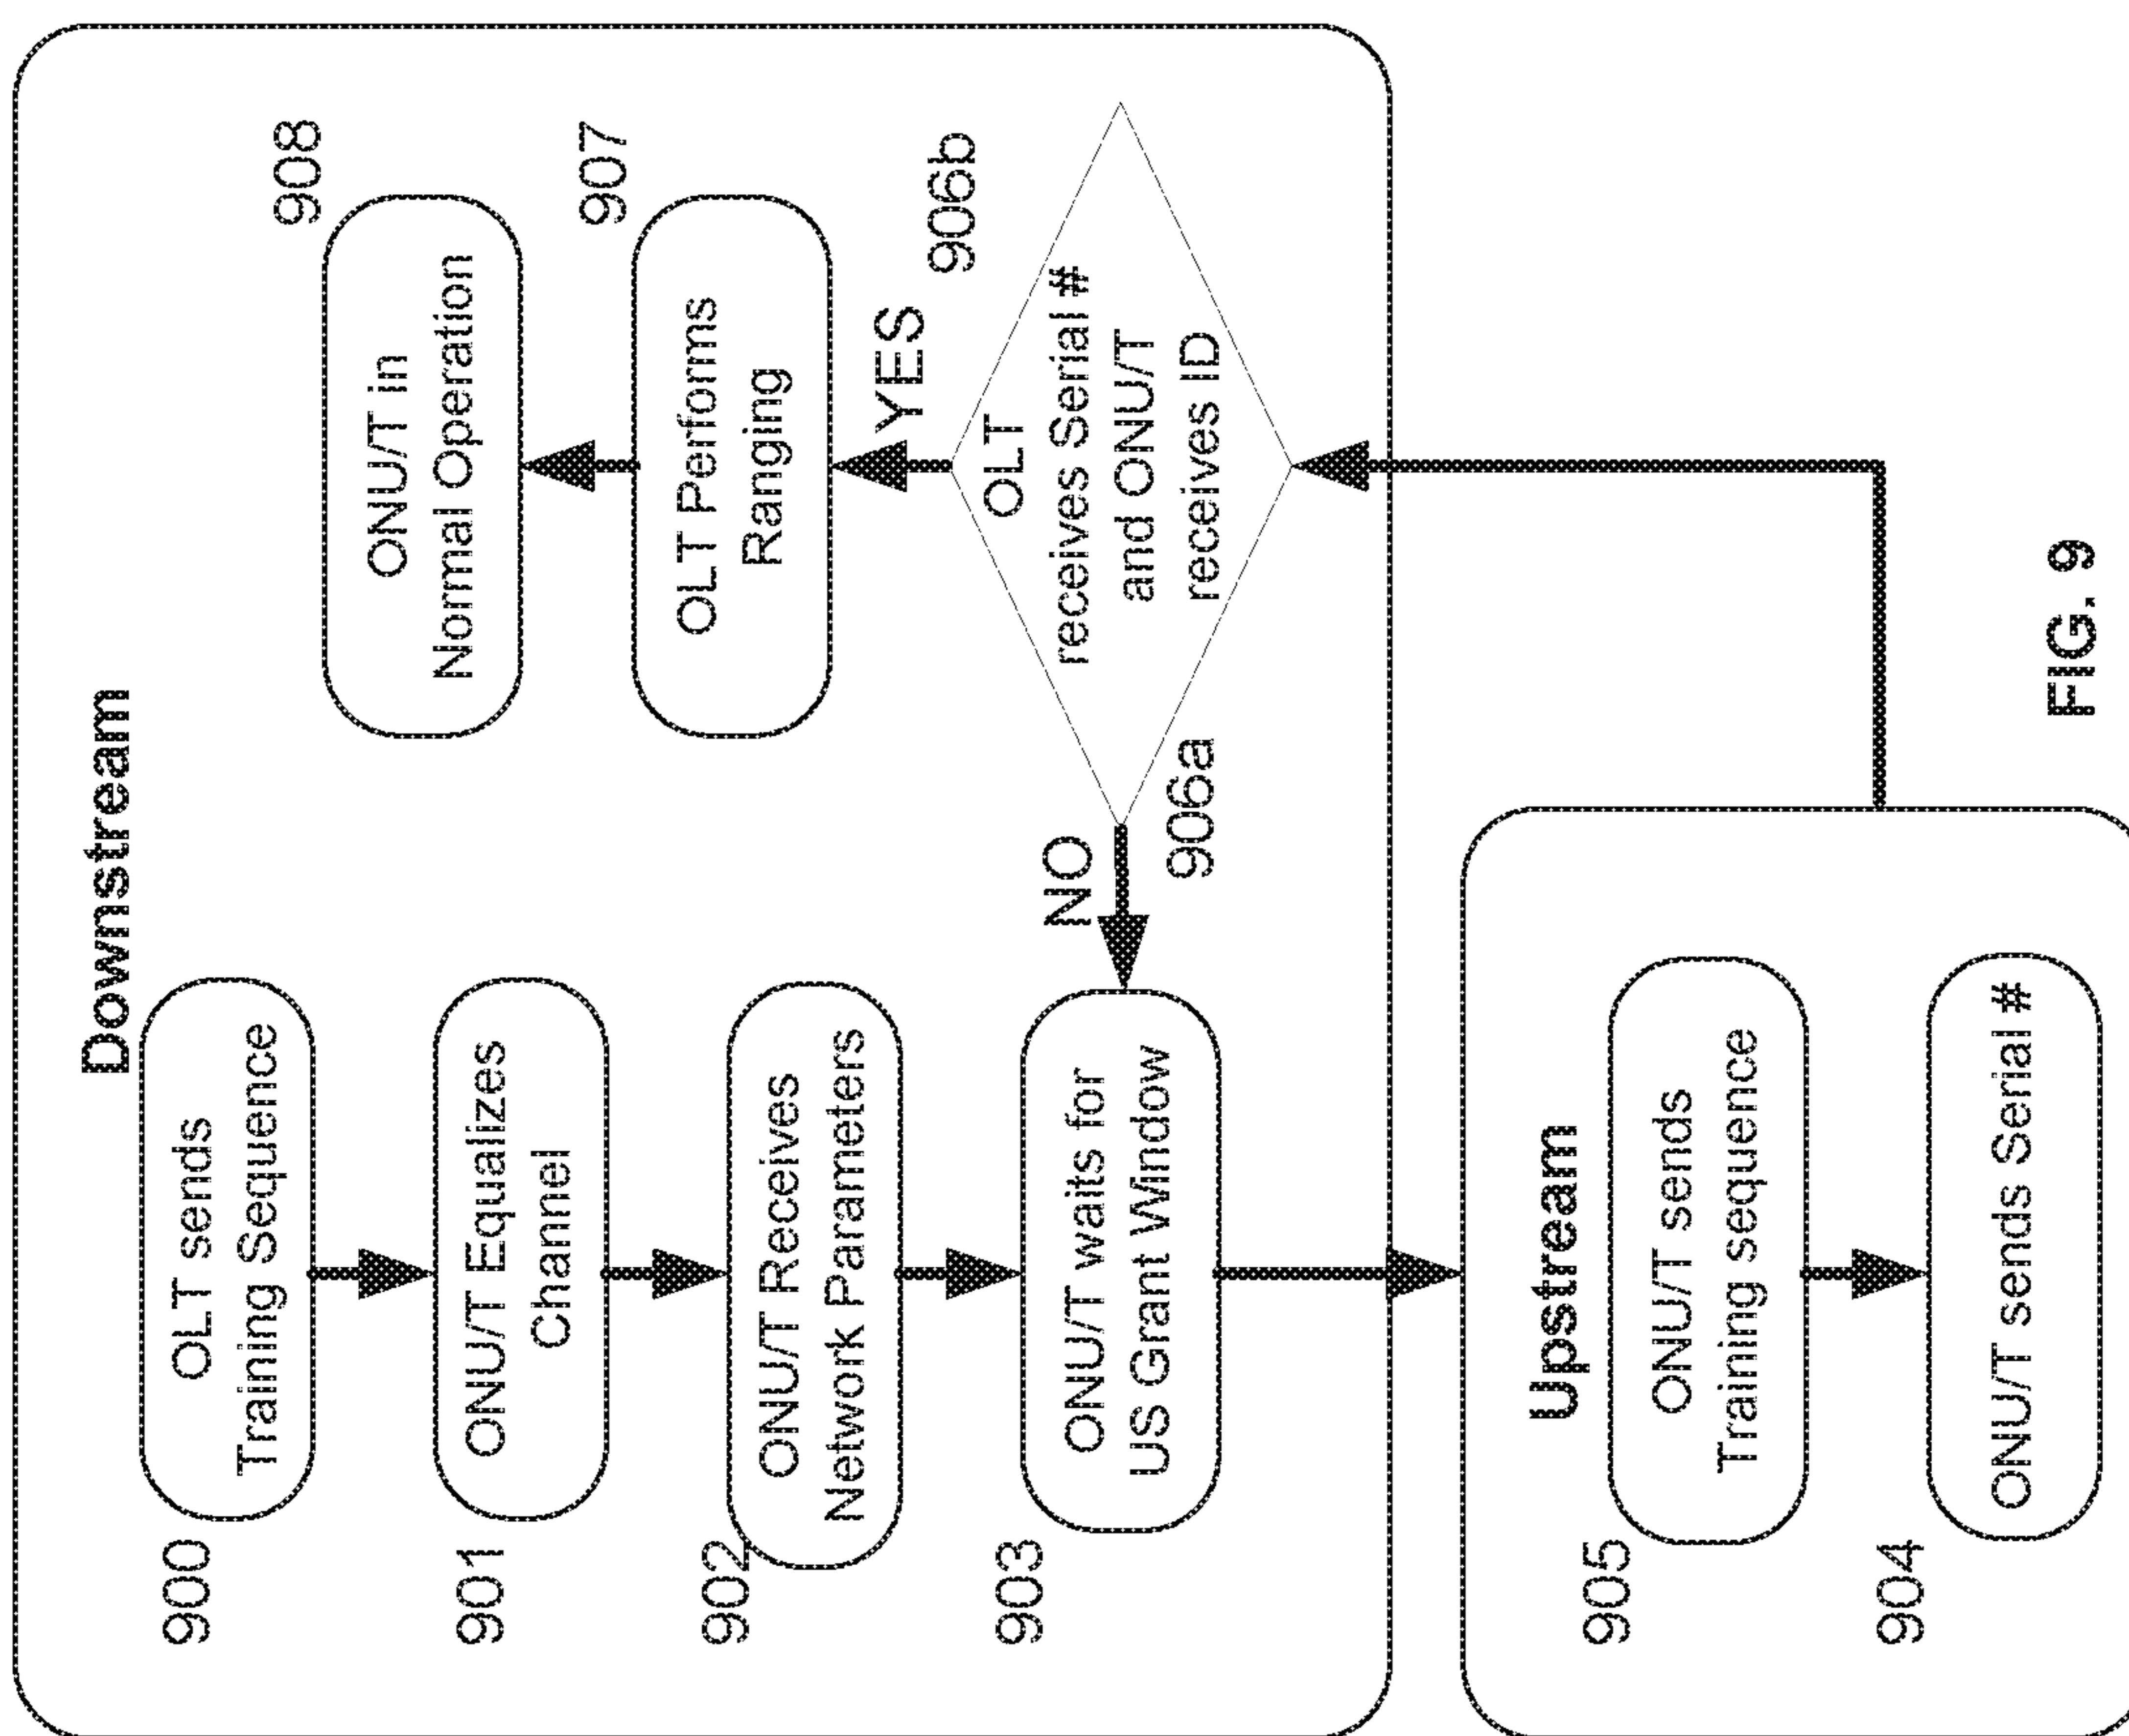 Downstream
900
OLT sends
Training Sequence
901
ONU/T Equalizes
Channel
902
ONU/T Receives
Network Parameters
903
ONU/T waits for
US Grant Window
908
ONU/T in
Normal Operation
907
OLT Performs
Ranging
YES
906b
OLT
receives Serial #
and ONU/T
receives ID
NO
906a
Upstream
905
ONU/T sends
Training sequence
904
ONU/T sends Serial #
FIG. 9